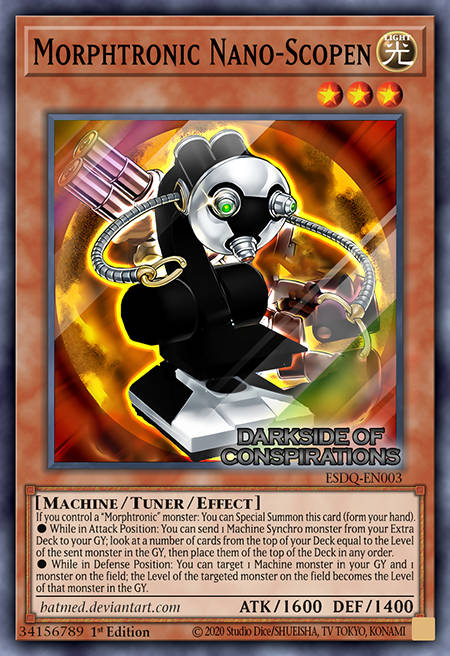 MORPHTRONIC NANO-SCOPEN
LIGHT
光
DARKSIDE OF
CONSPIRATIONS
ESDQ-EN003
[MACHINE/TUNER/EFFECT]
If you control a "Morphtronic" monster: You can Special Summon this card (form your hand).
● While in Attack Position: You can send 1 Machine Synchro monster from your Extra
Deck to your GY; look at a number of cards from the top of your Deck equal to the Level
of the sent monster in the GY, then place them of the top of the Deck in any order.
● While in Defense Position: You can target 1 Machine monster in your GY and 1
monster on the field; the Level of the targeted monster on the field becomes the Level
of that monster in the GY.
batmed.deviantart.com
ATK/1600 DEF/1400
34156789 1st Edition
©2020 Studio Dice/SHUEISHA, TV TOKYO, KONAMI